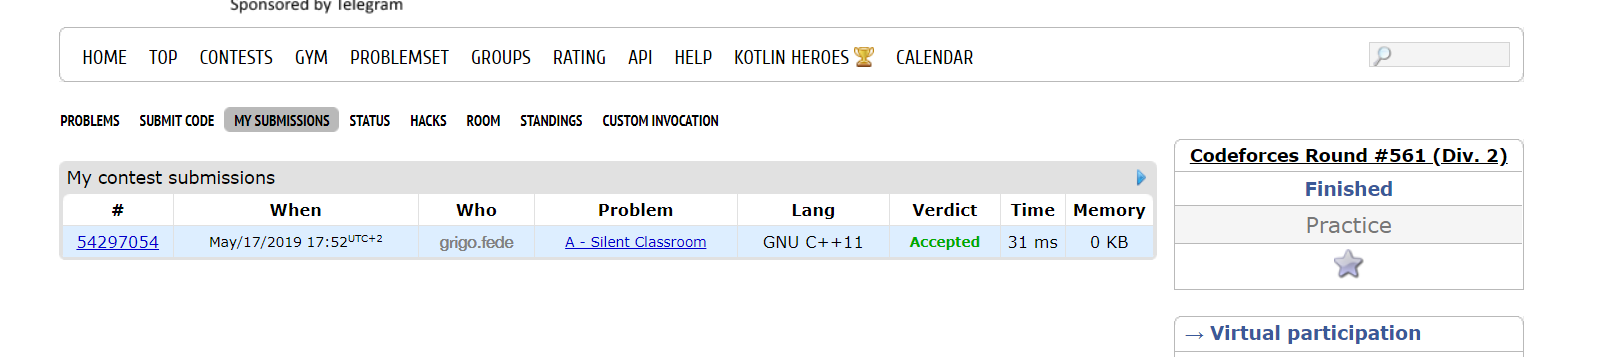 Sponsored by Telegram
HOME TOP CONTESTS GYM PROBLEMSET GROUPS RATING API HELP KOTLIN HEROES CALENDAR
PROBLEMS SUBMIT CODE MY SUBMISSIONS STATUS HACKS ROOM STANDINGS CUSTOM INVOCATION
My contest submissions
# When Who Problem Lang Verdict Time Memory
54297054 May/17/2019 17:52UTC+2 grigo.fede A - Silent Classroom GNU C++11 Accepted 31 ms 0 KB
Codeforces Round #561 (Div. 2)
Finished
Practice
→ Virtual participation